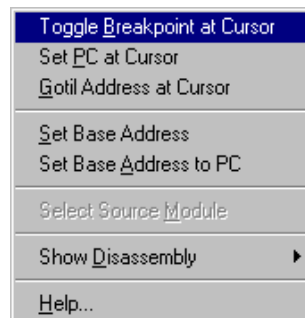 Toggle Breakpoint at Cursor
Set PC at Cursor
Gotil Address at Cursor
Set Base Address
Set Base Address to PC
Select Source Module
Show Disassembly
Help...